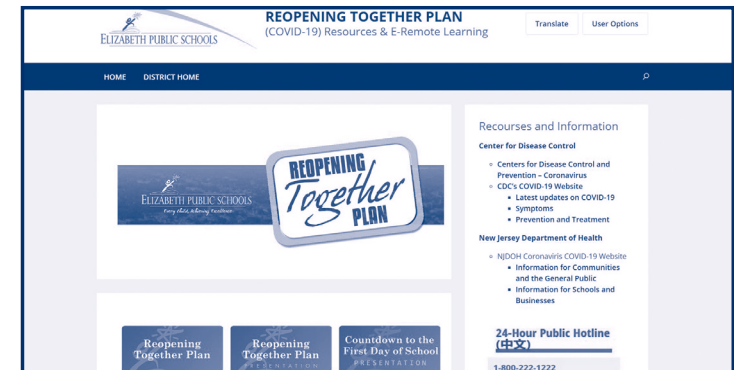 ELIZABETH PUBLIC SCHOOLS
REOPENING TOGETHER PLAN
(COVID-19) Resources & E-Remote Learning
Translate
User Options
HOME DISTRICT HOME
ELIZABETH PUBLIC SCHOOLS
Every Child, Achieving Excellence
REOPENING
Together
PLAN
Reopening
Together Plan
Reopening
Together Plan
PRESENTATION
Countdown to the
First Day of School
PRESENTATION
Recourses and Information
Center for Disease Control
Centers for Disease Control and
Prevention – Coronavirus
CDC's COVID-19 Website
Latest updates on COVID-19
Symptoms
Prevention and Treatment
New Jersey Department of Health
NJDOH Coronaviris COVID-19 Website
Information for Communities
and the General Public
Information for Schools and
Businesses
24-Hour Public Hotline
(中文)
1-800-222-1222